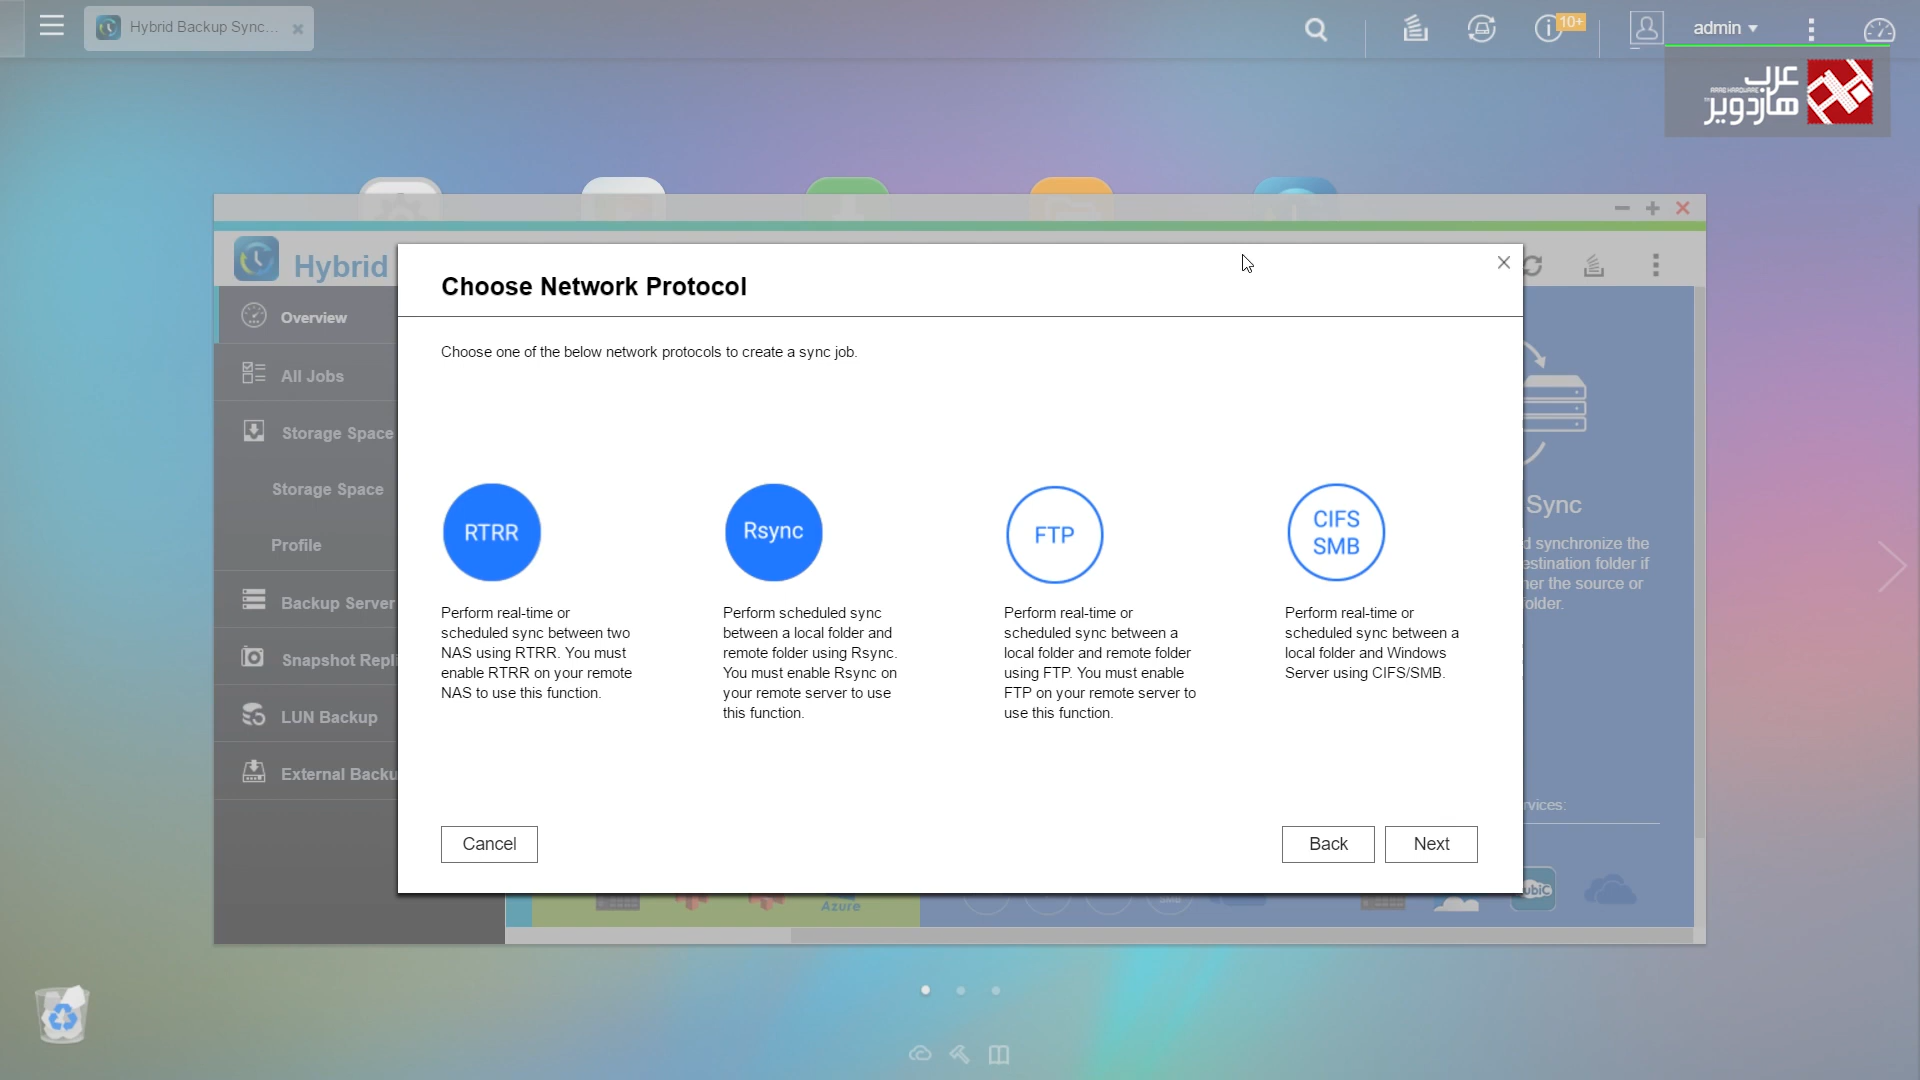 Hybrid Backup Sync...
10+
admin
عرب
ARAB HARDWARE
هاردوير
Hybrid
Choose Network Protocol
Overview
Choose one of the below network protocols to create a sync job.
All Jobs
Storage Space
Storage Space
Profile
Backup Server
Snapshot Repli
LUN Backup
External Backu
RTRR
Rsync
FTP
CIFS
SMB
Perform real-time or
scheduled sync between two
NAS using RTRR. You must
enable RTRR on your remote
NAS to use this function.
Perform scheduled sync
between a local folder and
remote folder using Rsync.
You must enable Rsync on
your remote server to use
this function.
Perform real-time or
scheduled sync between a
local folder and remote folder
using FTP. You must enable
FTP on your remote server to
use this function.
Perform real-time or
scheduled sync between a
local folder and Windows
Server using CIFS/SMB.
Sync
d synchronize the
estination folder if
her the source or
older.
rvices:
Cancel
Back
Next
Azure
SMB
ubiC